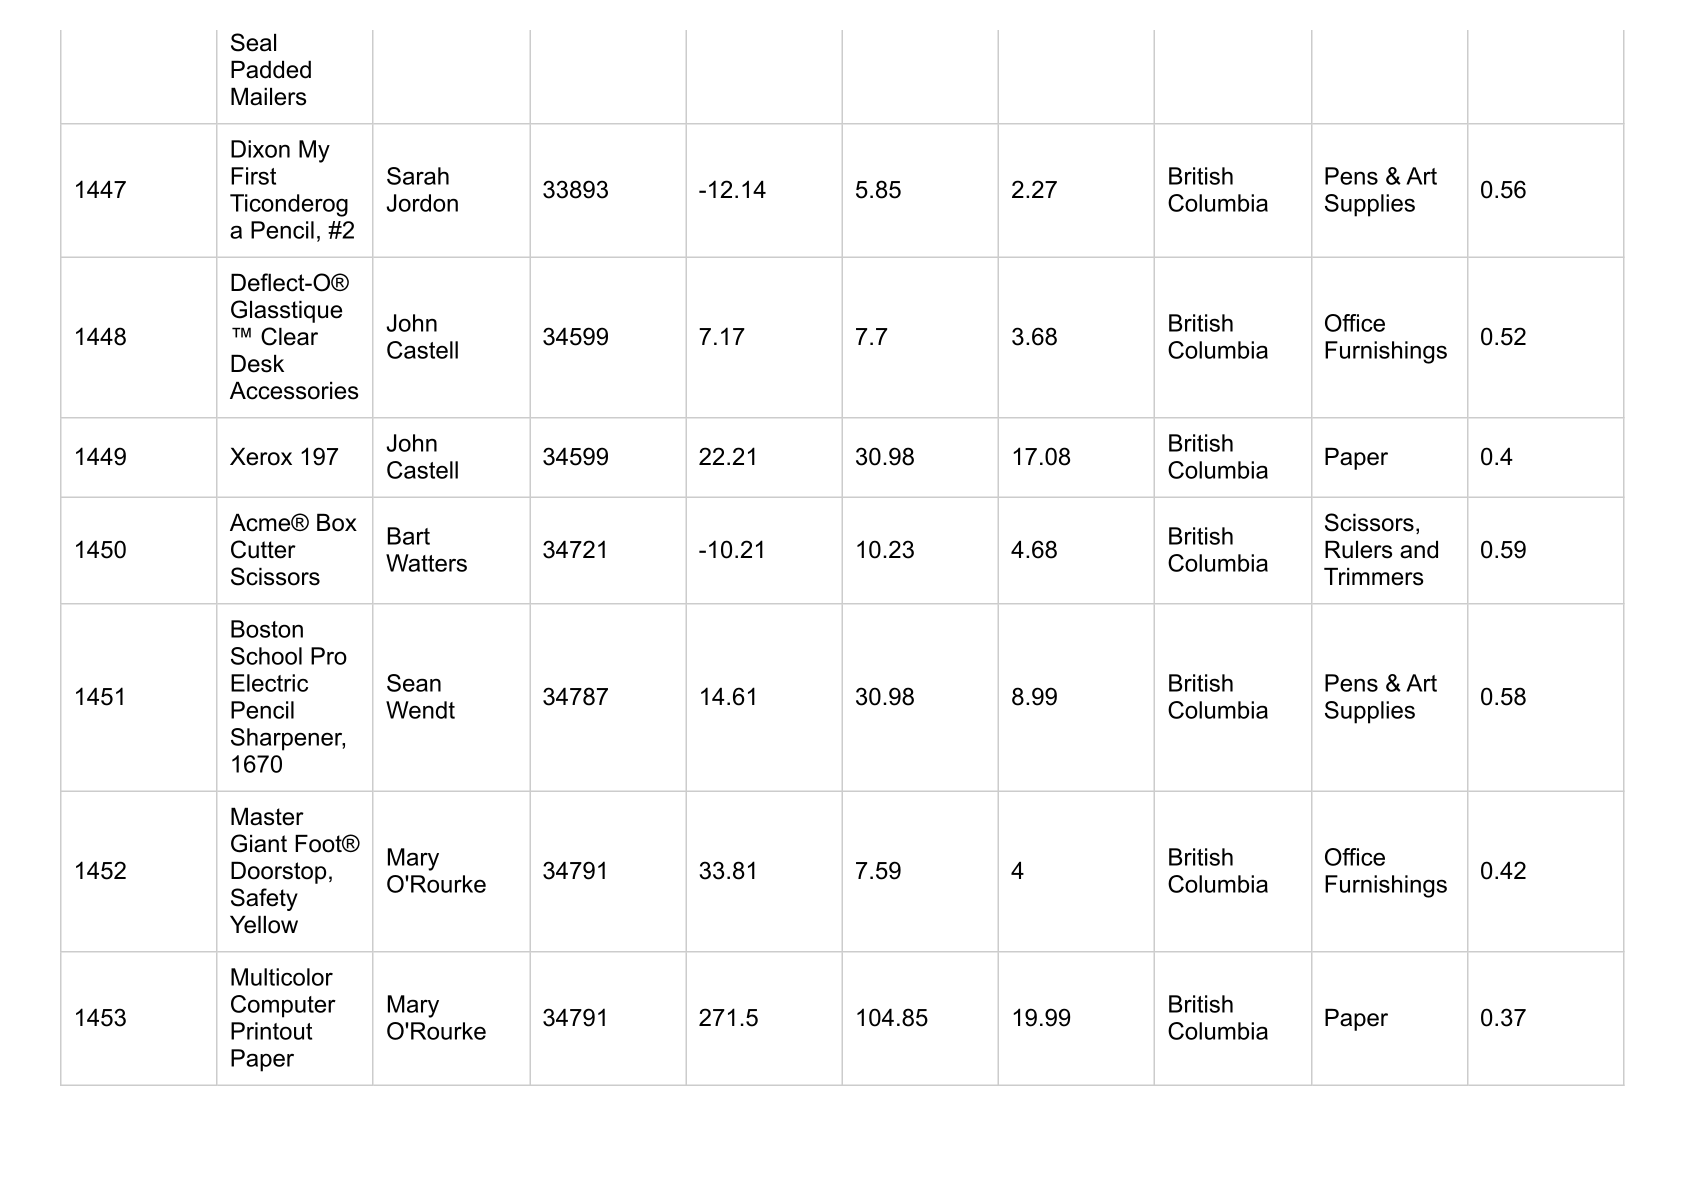 Seal
Padded
Mailers
1447
Dixon My
First
Ticonderog
a Pencil, #2
Sarah
Jordon
33893
-12.14
5.85
2.27
British
Columbia
Pens & Art
Supplies
0.56
1448
Deflect-O®
Glasstique
™ Clear
Desk
Accessories
John
Castell
34599
7.17
7.7
3.68
British
Columbia
Office
Furnishings
0.52
1449
Xerox 197
John
Castell
34599
22.21
30.98
17.08
British
Columbia
Paper
0.4
1450
Acme® Box
Cutter
Scissors
Bart
Watters
34721
-10.21
10.23
4.68
British
Columbia
Scissors,
Rulers and
Trimmers
0.59
1451
Boston
School Pro
Electric
Pencil
Sharpener,
1670
Sean
Wendt
34787
14.61
30.98
8.99
British
Columbia
Pens & Art
Supplies
0.58
1452
Master
Giant Foot®
Doorstop,
Safety
Yellow
Mary
O'Rourke
34791
33.81
7.59
4
British
Columbia
Office
Furnishings
0.42
1453
Multicolor
Computer
Printout
Paper
Mary
O'Rourke
34791
271.5
104.85
19.99
British
Columbia
Paper
0.37